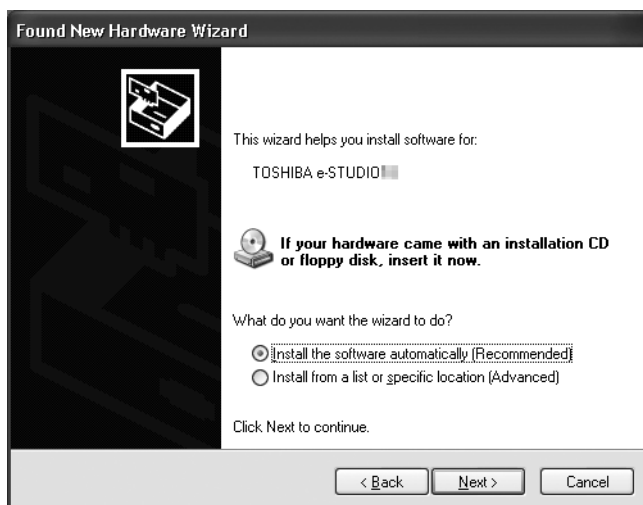 Found New Hardware Wizard
This wizard helps you install software for:
TOSHIBA e-STUDIO
If your hardware came with an installation CD
or floppy disk, insert it now.
What do you want the wizard to do?
Install the software automatically (Recommended)
Install from a list or specific location (Advanced)
Click Next to continue.
< Back Next > Cancel